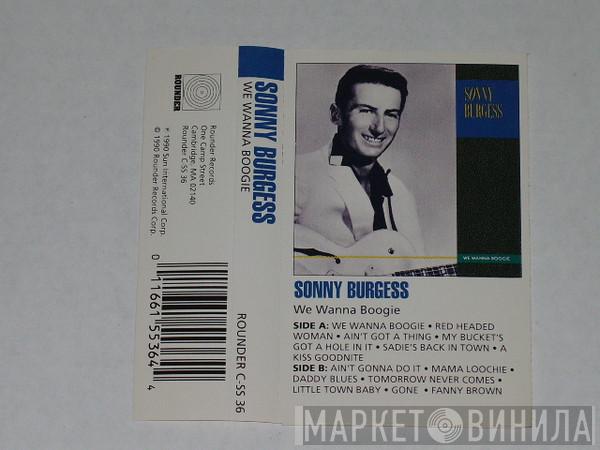 ROUNDER
Rounder Records
One Camp Street
Cambridge, MA 02140
Rounder C-SS 36
℗ 1990 Sun International Corp.
© 1990 Rounder Records Corp.
0 11661 55364 4
SONNY BURGESS
WE WANNA BOOGIE
ROUNDER C-SS 36
SONNY
BURGESS
WE WANNA BOOGIE
SONNY BURGESS
We Wanna Boogie
SIDE A: WE WANNA BOOGIE • RED HEADED
WOMAN • AIN'T GOT A THING • MY BUCKET'S
GOT A HOLE IN IT • SADIE'S BACK IN TOWN • A
KISS GOODNITE
SIDE B: AIN'T GONNA DO IT • MAMA LOOCHIE •
DADDY BLUES • TOMORROW NEVER COMES •
LITTLE TOWN BABY • GONE • FANNY BROWN
МАРКЕТ ВИНИЛА